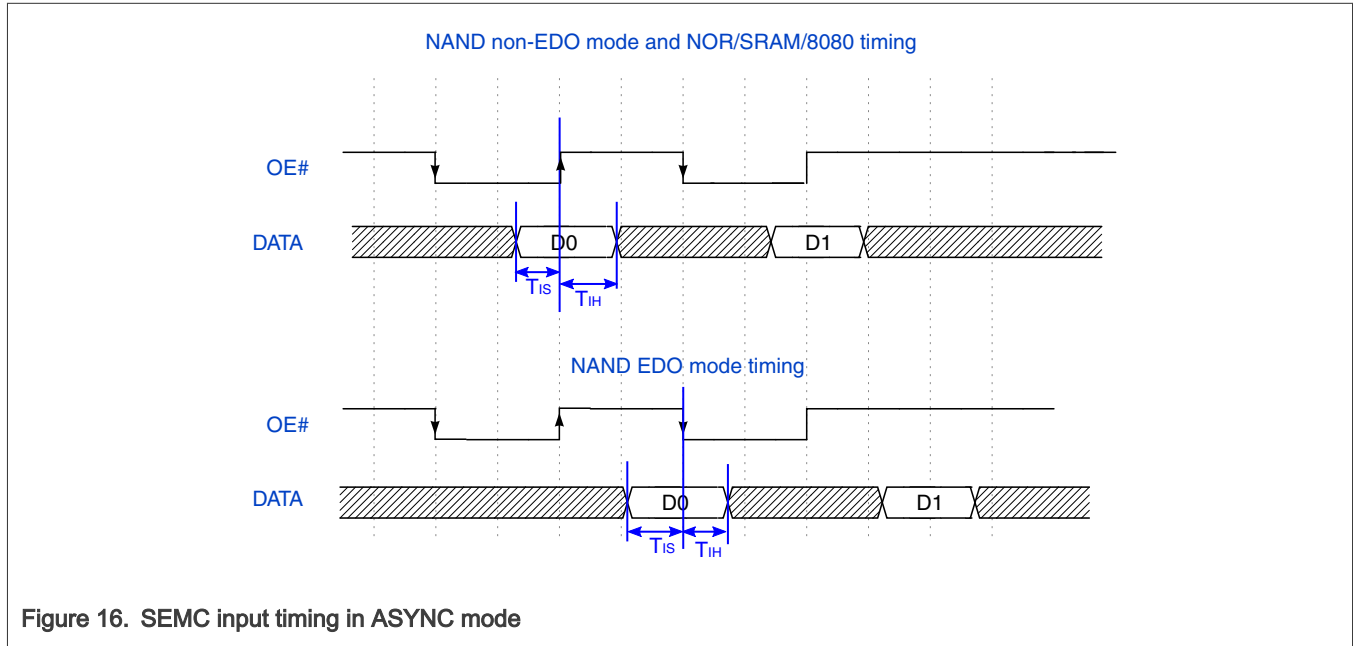 NAND non-EDO mode and NOR/SRAM/8080 timing
OE#
DATA
D0
D1
TIS
TIH
NAND EDO mode timing
OE#
DATA
D0
D1
TIS
TIH
Figure 16. SEMC input timing in ASYNC mode